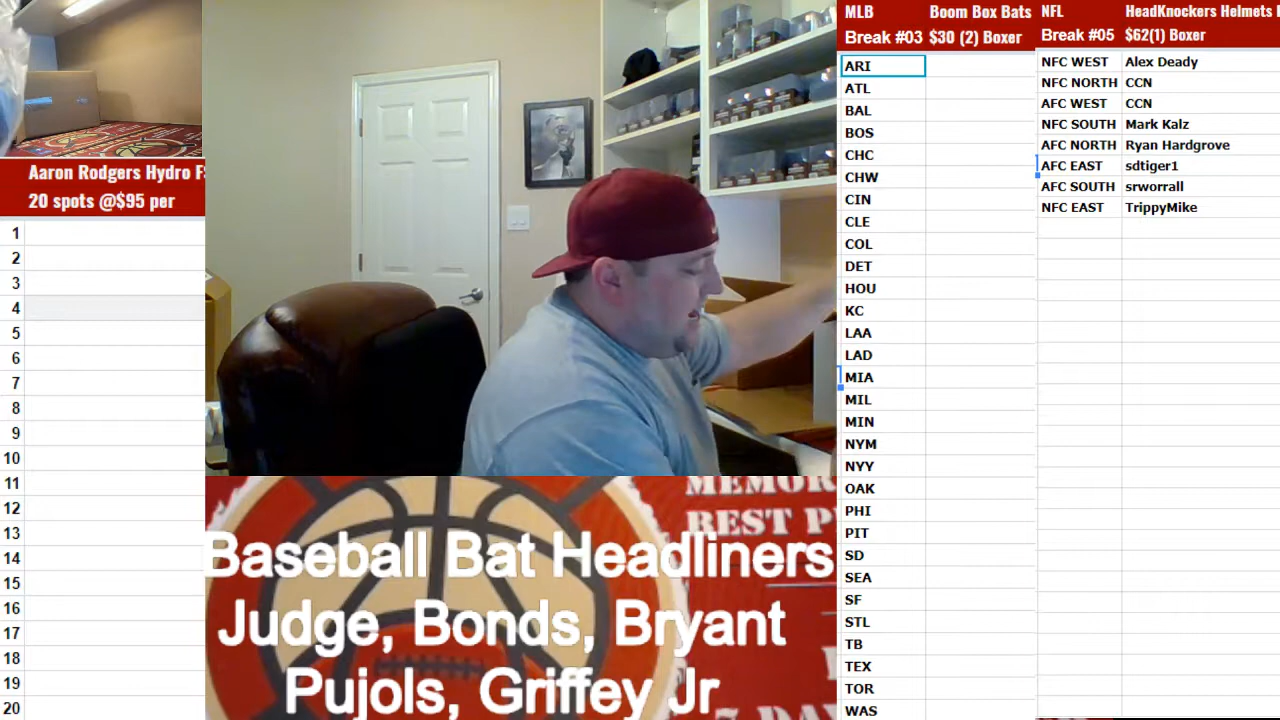 Aaron Rodgers Hydro F
20 spots @$95 per
1
2
3
4
5
6
7
8
9
10
11
12
13
14
15
16
17
18
19
20
REST
Baseball Bat Headliners
Judge, Bonds, Bryant
Pujols, Griffey Jr
MLB Boom Box Bats
Break #03 $30 (2) Boxer
ARI
ATL
BAL
BOS
CHC
CHW
CIN
CLE
COL
DET
HOU
KC
LAA
LAD
MIA
MIL
MIN
NYM
NYY
OAK
PHI
PIT
SD
SEA
SF
STL
TB
TEX
TOR
WAS
NFL HeadKnockers Helmets
Break #05 $62(1) Boxer
NFC WEST Alex Deady
NFC NORTH CCN
AFC WEST CCN
NFC SOUTH Mark Kalz
AFC NORTH Ryan Hardgrove
AFC EAST sdtiger1
AFC SOUTH srworrall
NFC EAST TrippyMike